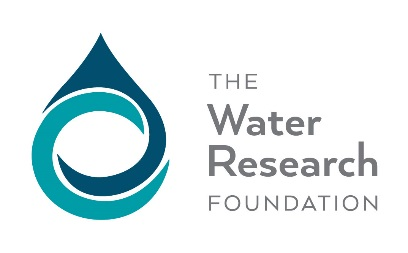 THE
Water
Research
FOUNDATION